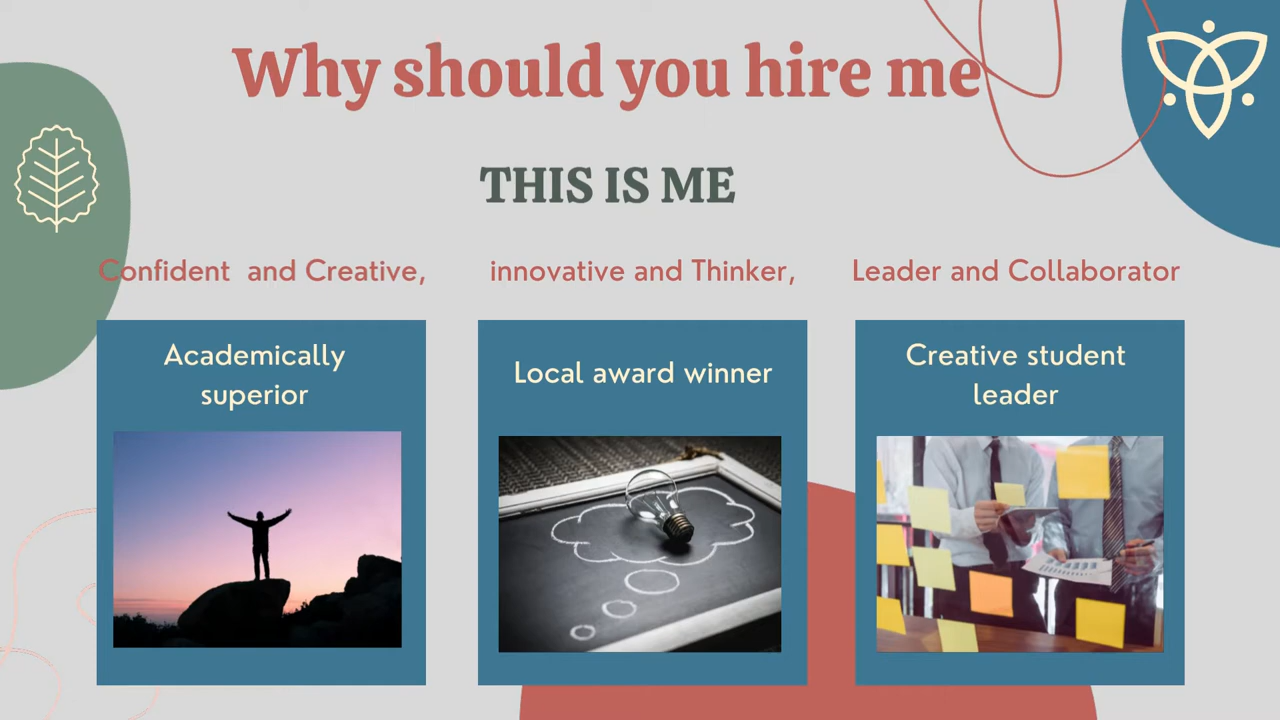 Why should you hire me
THIS IS ME
Confident and Creative,
innovative and Thinker,
Leader and Collaborator
Academically
superior
Local award winner
Creative student
leader